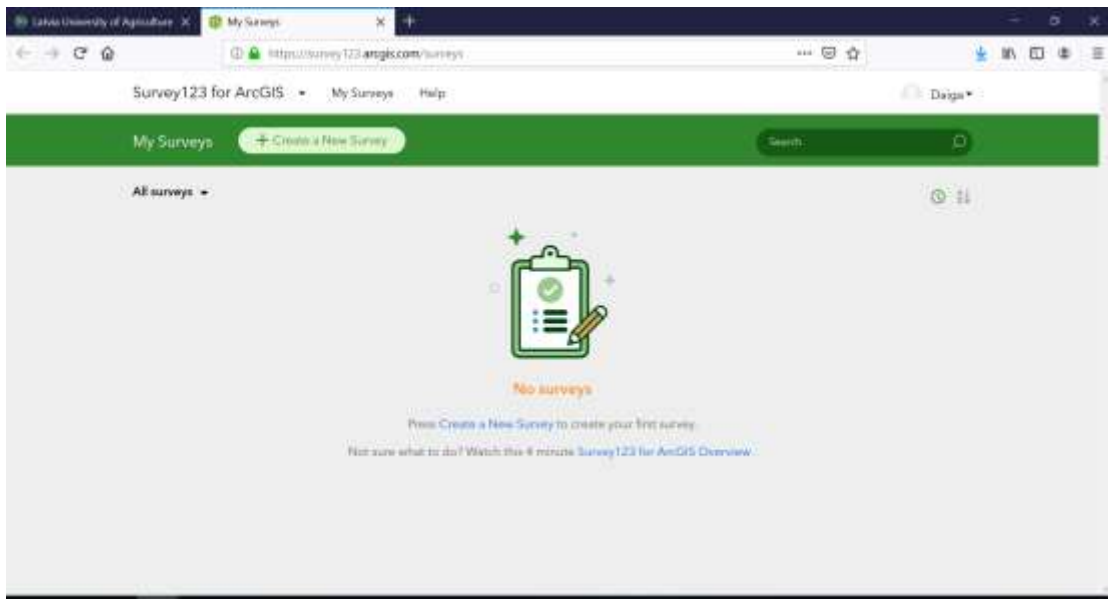 Latvia University of Agriculture
My Surveys
https://survey123.arcgis.com/surveys
Survey123 for ArcGIS
My Surveys
Help
Daiga
My Surveys
+ Create a New Survey
Search
All surveys
No surveys
Press Create a New Survey to create your first survey.
Not sure what to do? Watch this 4 minute Survey123 for ArcGIS Overview.